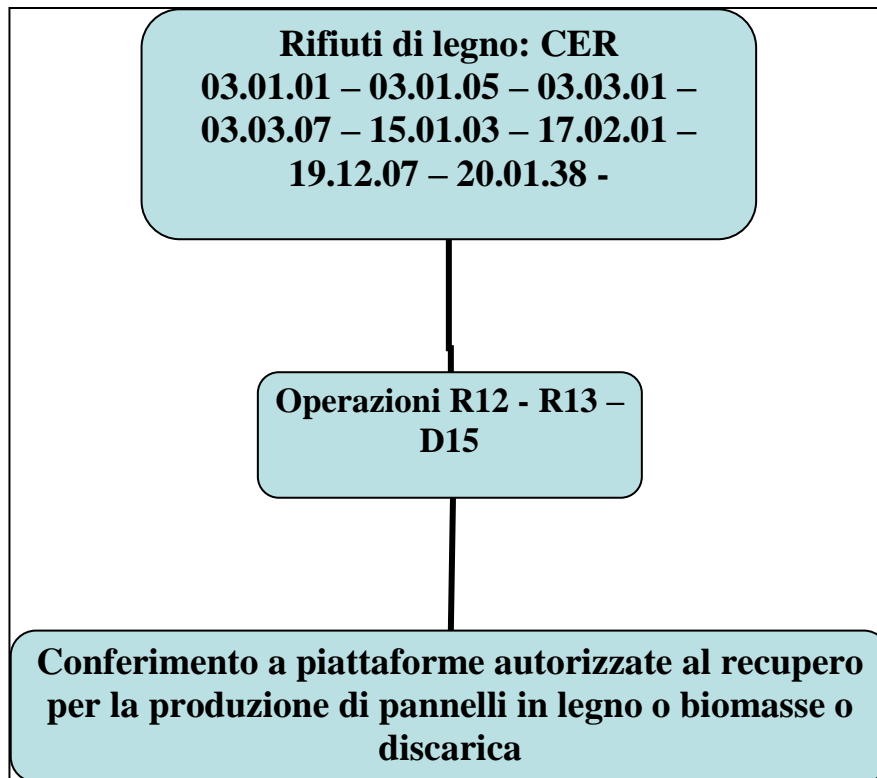 Rifiuti di legno: CER
03.01.01 – 03.01.05 – 03.03.01 –
03.03.07 – 15.01.03 – 17.02.01 –
19.12.07 – 20.01.38 -
Operazioni R12 - R13 –
D15
Conferimento a piattaforme autorizzate al recupero
per la produzione di pannelli in legno o biomasse o
discarica